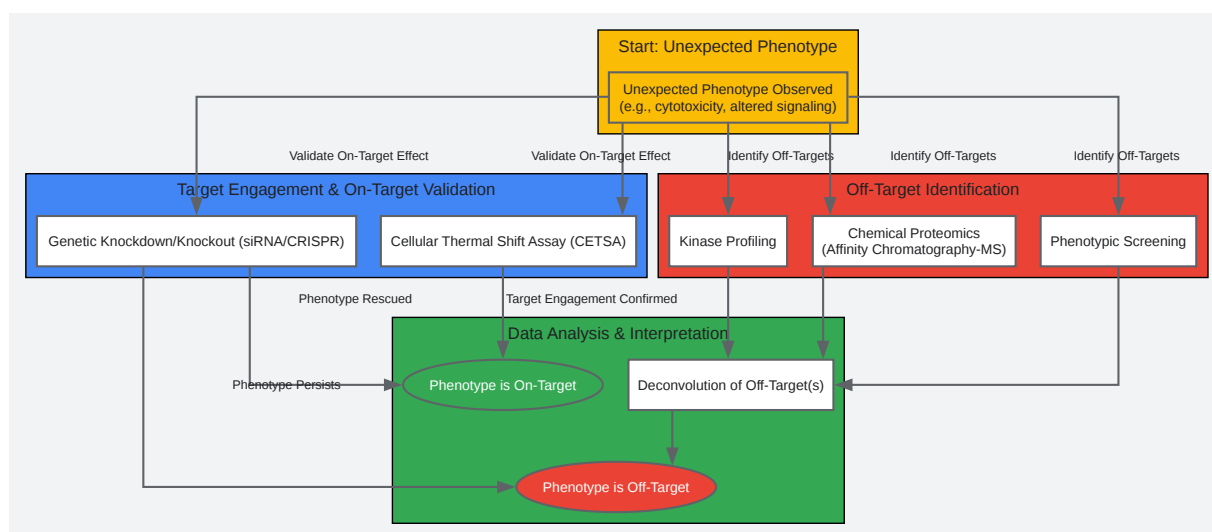 Start: Unexpected Phenotype
Unexpected Phenotype Observed
(e.g., cytotoxicity, altered signaling)
Validate On-Target Effect
Validate On-Target Effect
Identify Off-Targets
Identify Off-Targets
Identify Off-Targets
Target Engagement & On-Target Validation
Off-Target Identification
Genetic Knockdown/Knockout (siRNA/CRISPR)
Cellular Thermal Shift Assay (CETSA)
Kinase Profiling
Chemical Proteomics
(Affinity Chromatography-MS)
Phenotypic Screening
Phenotype Rescued
Target Engagement Confirmed
Data Analysis & Interpretation
Phenotype Persists
Phenotype is On-Target
Deconvolution of Off-Target(s)
Phenotype is Off-Target